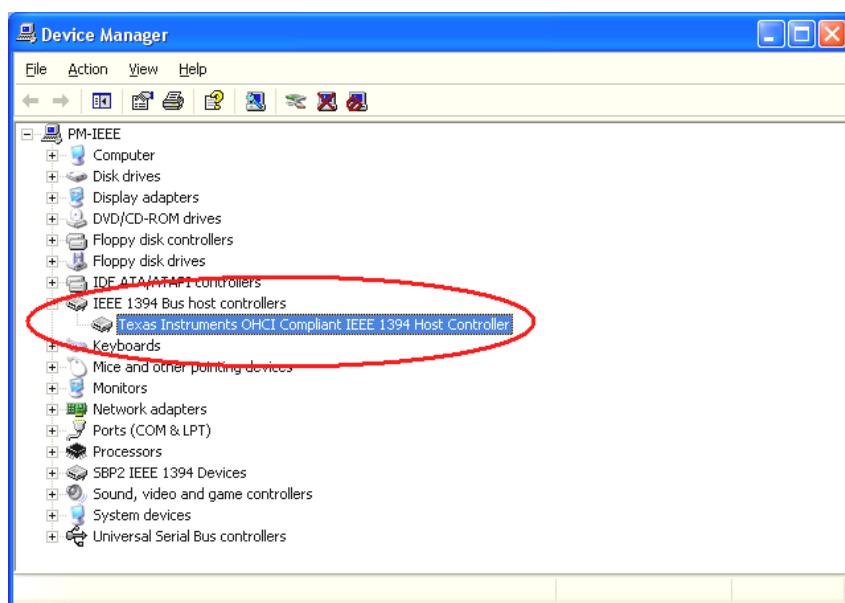 Device Manager
File Action View Help
PM-IEEE
Computer
Disk drives
Display adapters
DVD/CD-ROM drives
Floppy disk controllers
Floppy disk drives
IDE ATA/ATAPI controllers
IEEE 1394 Bus host controllers
Texas Instruments OHCI Compliant IEEE 1394 Host Controller
Keyboards
Mice and other pointing devices
Monitors
Network adapters
Ports (COM & LPT)
Processors
SBP2 IEEE 1394 Devices
Sound, video and game controllers
System devices
Universal Serial Bus controllers